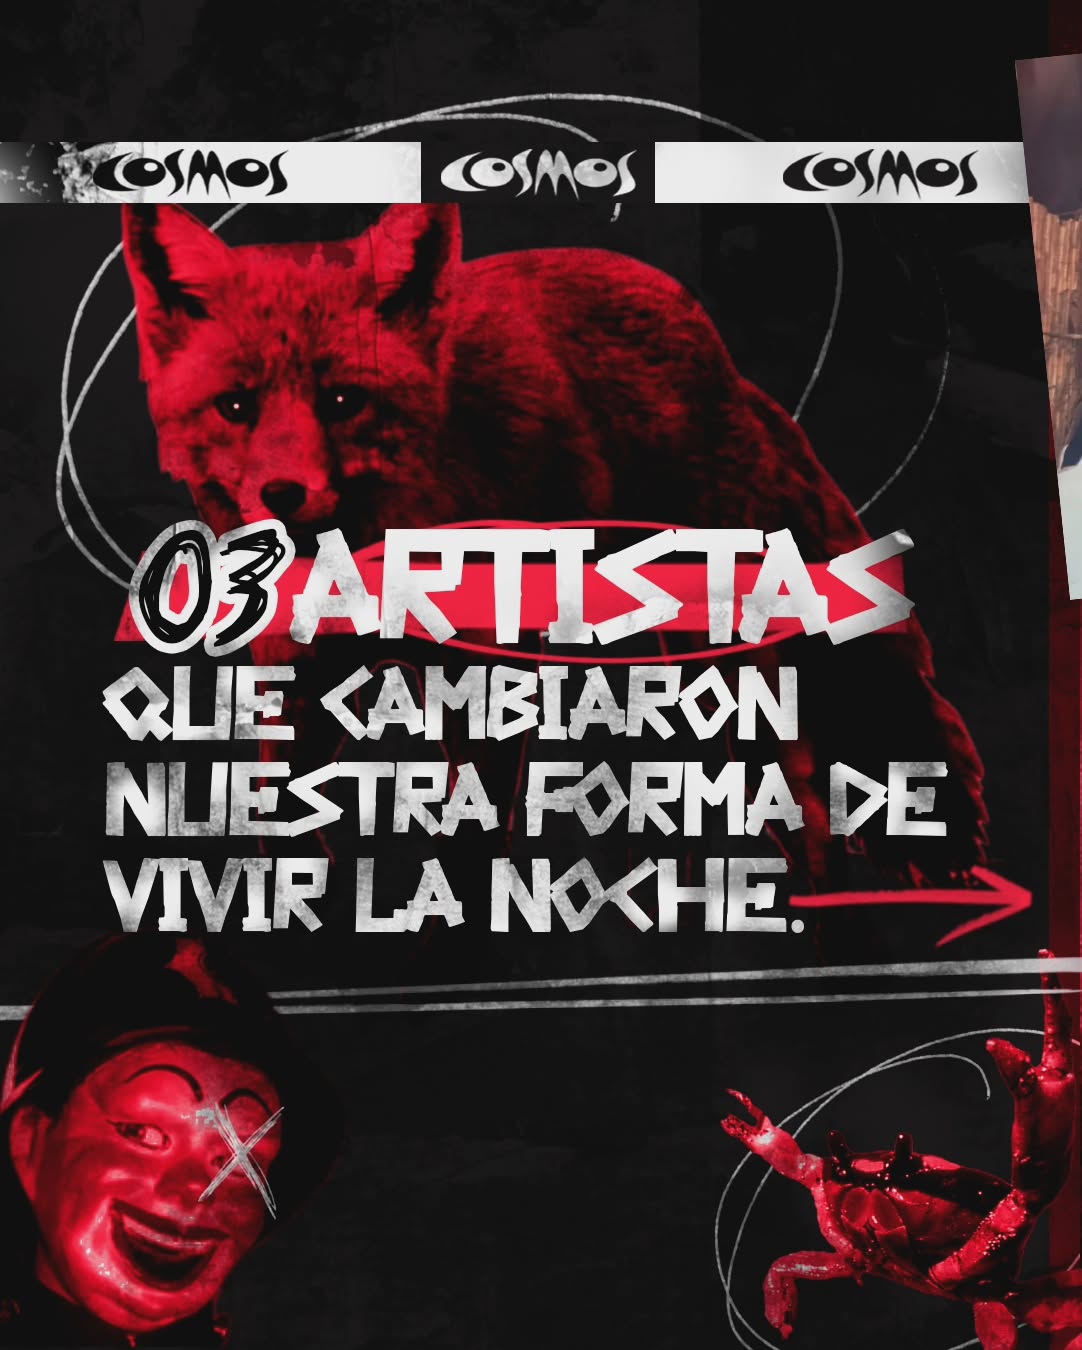 COSMOS COSMOS COSMOS
03 ARTISTAS
QUE CAMBIARON
NUESTRA FORMA DE
VIVIR LA NOCHE.